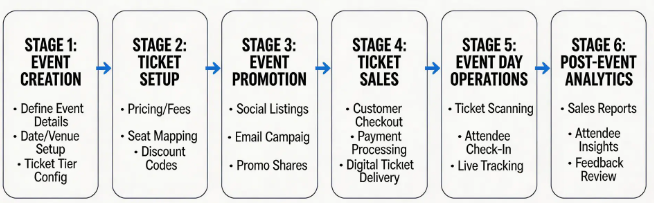 STAGE 1:
EVENT
CREATION
• Define Event
Details
• Date/Venue
Setup
• Ticket Tier
Config
STAGE 2:
TICKET
SETUP
• Pricing/Fees
• Seat Mapping
• Discount
Codes
STAGE 3:
EVENT
PROMOTION
• Social Listings
• Email Campaig
• Promo Shares
STAGE 4:
TICKET
SALES
• Customer
Checkout
• Payment
Processing
• Digital Ticket
Delivery
STAGE 5:
EVENT DAY
OPERATIONS
• Ticket Scanning
• Attendee
Check-In
• Live Tracking
STAGE 6:
POST-EVENT
ANALYTICS
• Sales Reports
• Attendee
Insights
• Feedback
Review